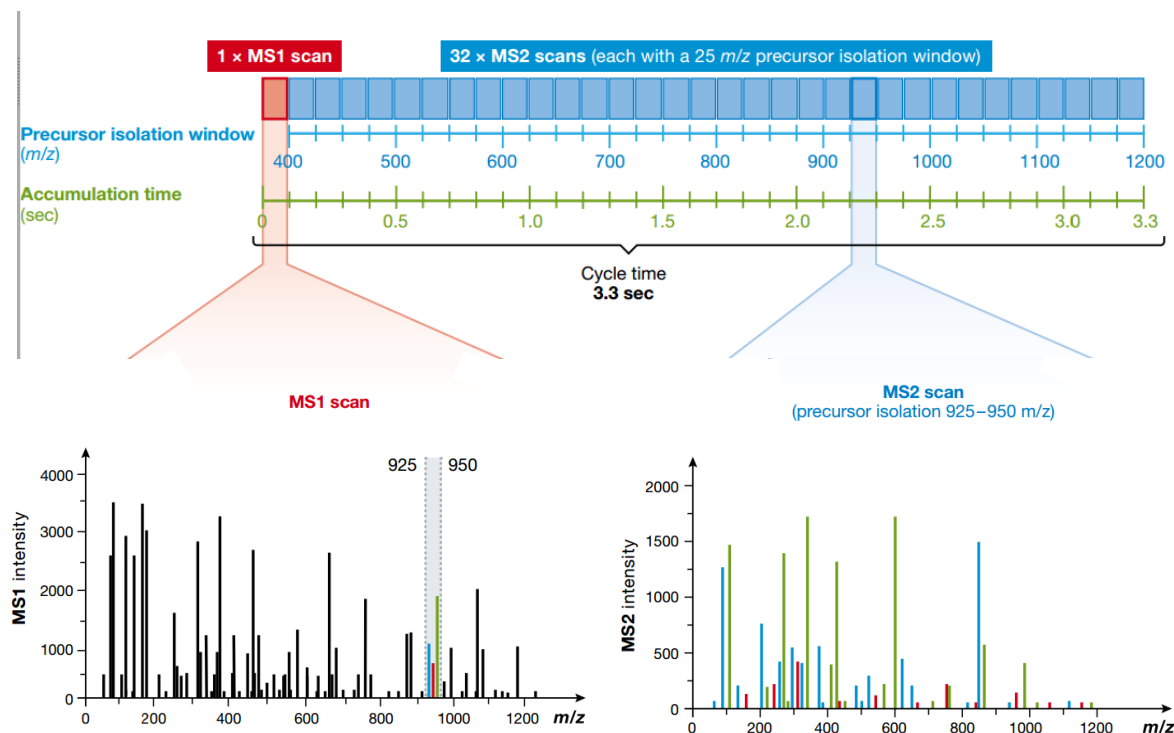 1 × MS1 scan
32 × MS2 scans (each with a 25 m/z precursor isolation window)
Precursor isolation window
(m/z)
400 500 600 700 800 900 1000 1100 1200
Accumulation time
(sec)
0 0.5 1.0 1.5 2.0 2.5 3.0 3.3
Cycle time
3.3 sec
MS1 scan
MS2 scan
(precursor isolation 925–950 m/z)
925 950
MS1 intensity
4000
3000
2000
1000
0
0 200 400 600 800 1000 1200 m/z
MS2 intensity
2000
1500
1000
500
0
0 200 400 600 800 1000 1200
m/z